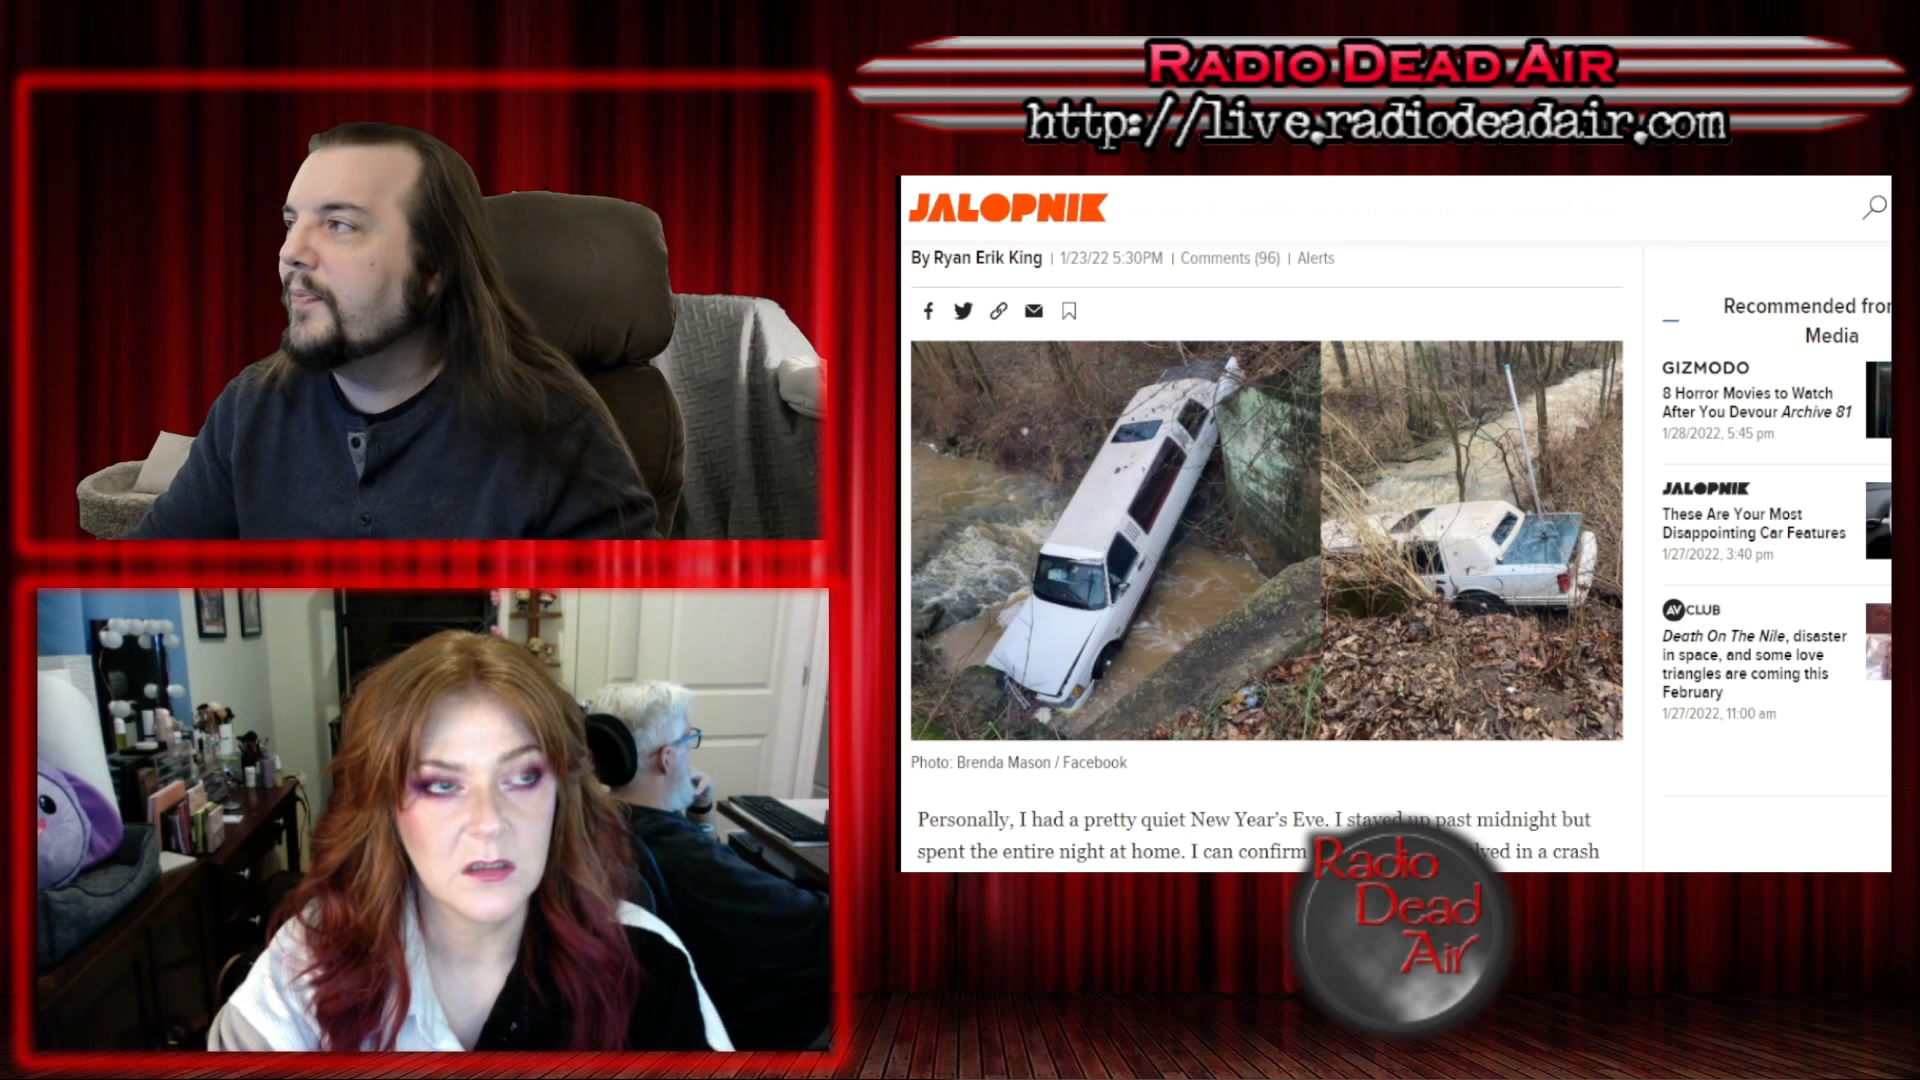 RADIO DEAD AIR
http://live.radiodeadair.com
JALOPNIK
By Ryan Erik King | 1/23/22 5:30PM | Comments (96) | Alerts
Recommended from
Media
GIZMODO
8 Horror Movies to Watch
After You Devour Archive 81
1/28/2022, 5:45 pm
JALOPNIK
These Are Your Most
Disappointing Car Features
1/27/2022, 3:40 pm
AV CLUB
Death On The Nile, disaster
in space, and some love
triangles are coming this
February
1/27/2022, 11:00 am
Photo: Brenda Mason / Facebook
Personally, I had a pretty quiet New Year's Eve. I stayed up past midnight but
spent the entire night at home. I can confirm lved in a crash
Radio
Dead
Air